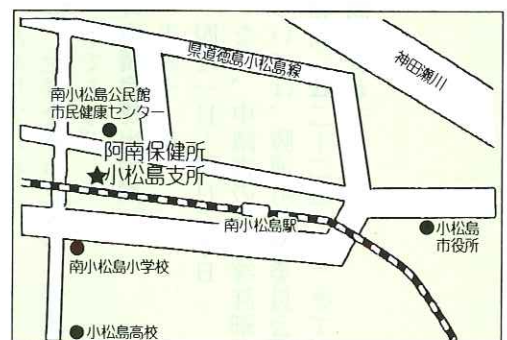 県道徳島小松島線
神田瀬川
南小松島公民館
市民健康センター
阿南保健所
小松島支所
南小松島駅
小松島
市役所
南小松島小学校
小松島高校